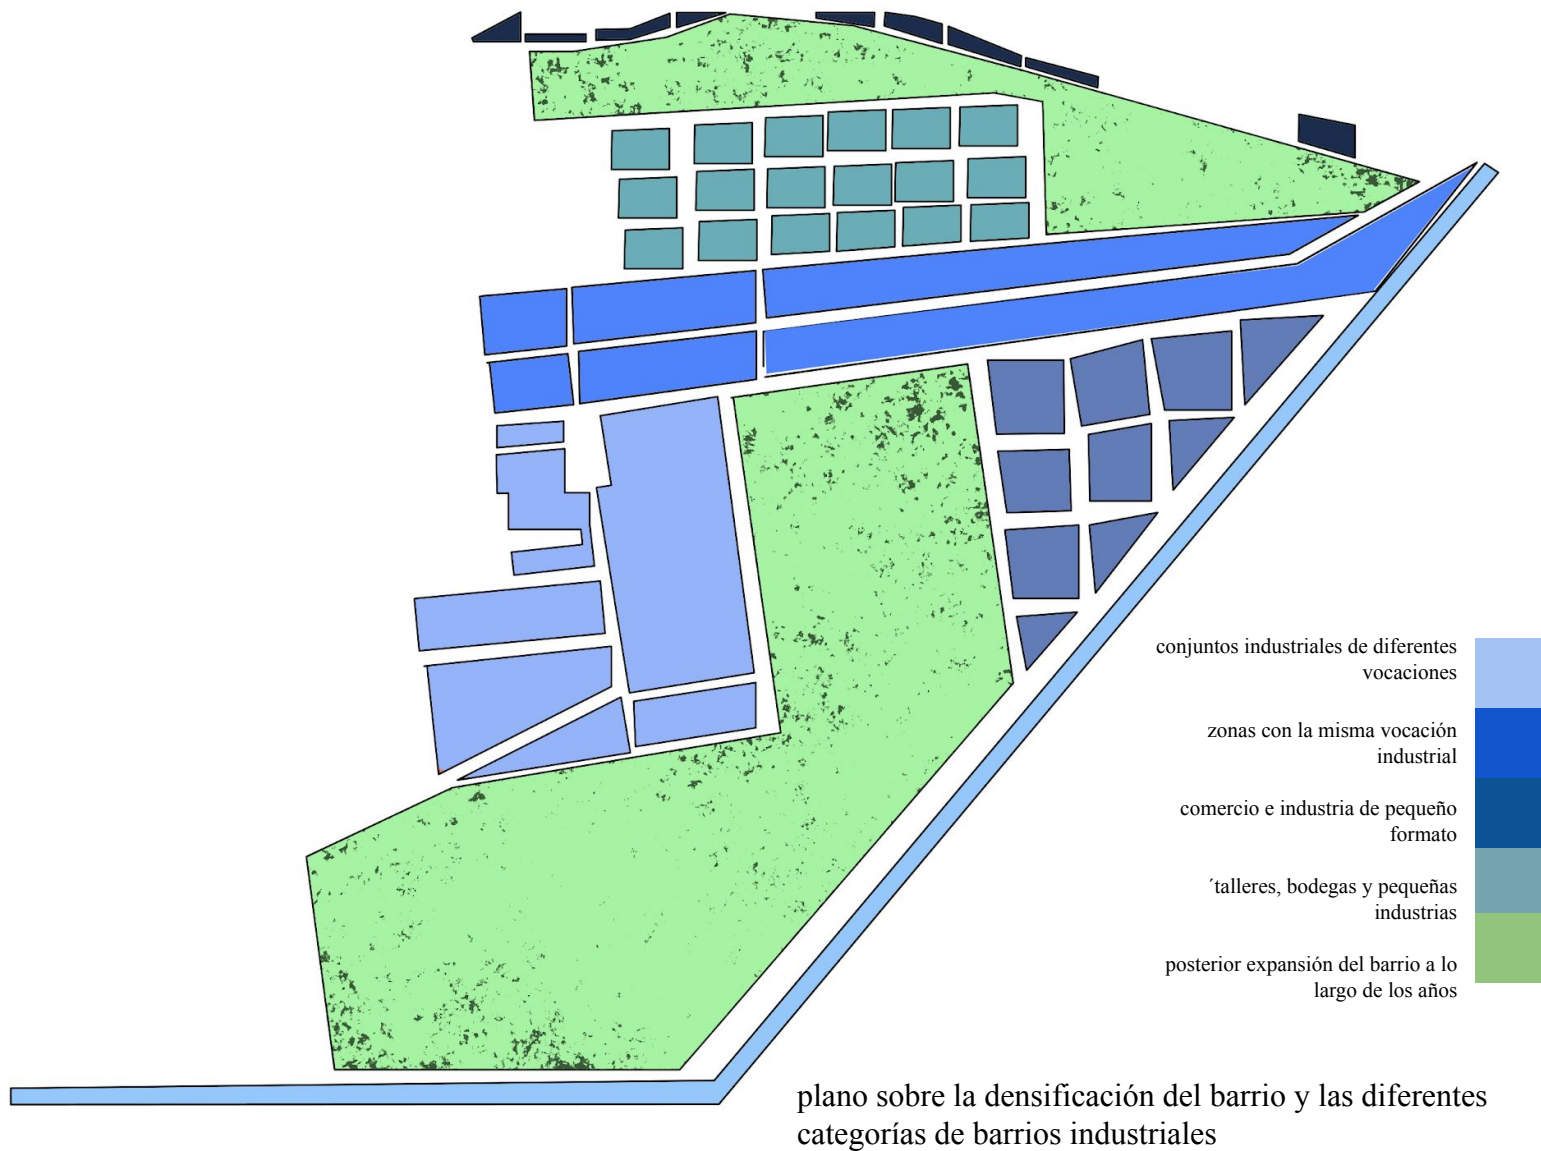 conjuntos industriales de diferentes
vocaciones
zonas con la misma vocación
industrial
comercio e industria de pequeño
formato
´talleres, bodegas y pequeñas
industrias
posterior expansión del barrio a lo
largo de los años
plano sobre la densificación del barrio y las diferentes
categorías de barrios industriales